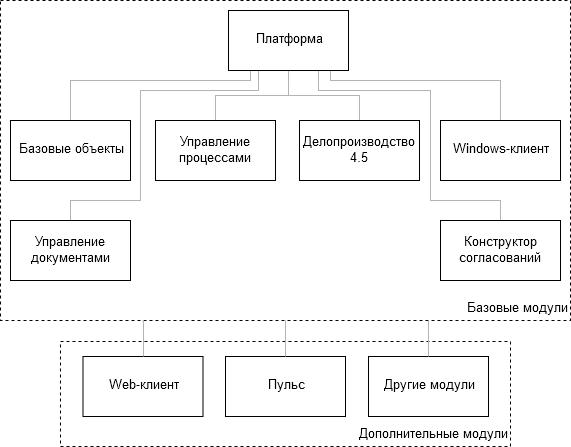 Платформа
Базовые объекты
Управление
процессами
Делопроизводство
4.5
Windows-клиент
Управление
документами
Конструктор
согласований
Базовые модули
Web-клиент
Пульс
Другие модули
Дополнительные модули